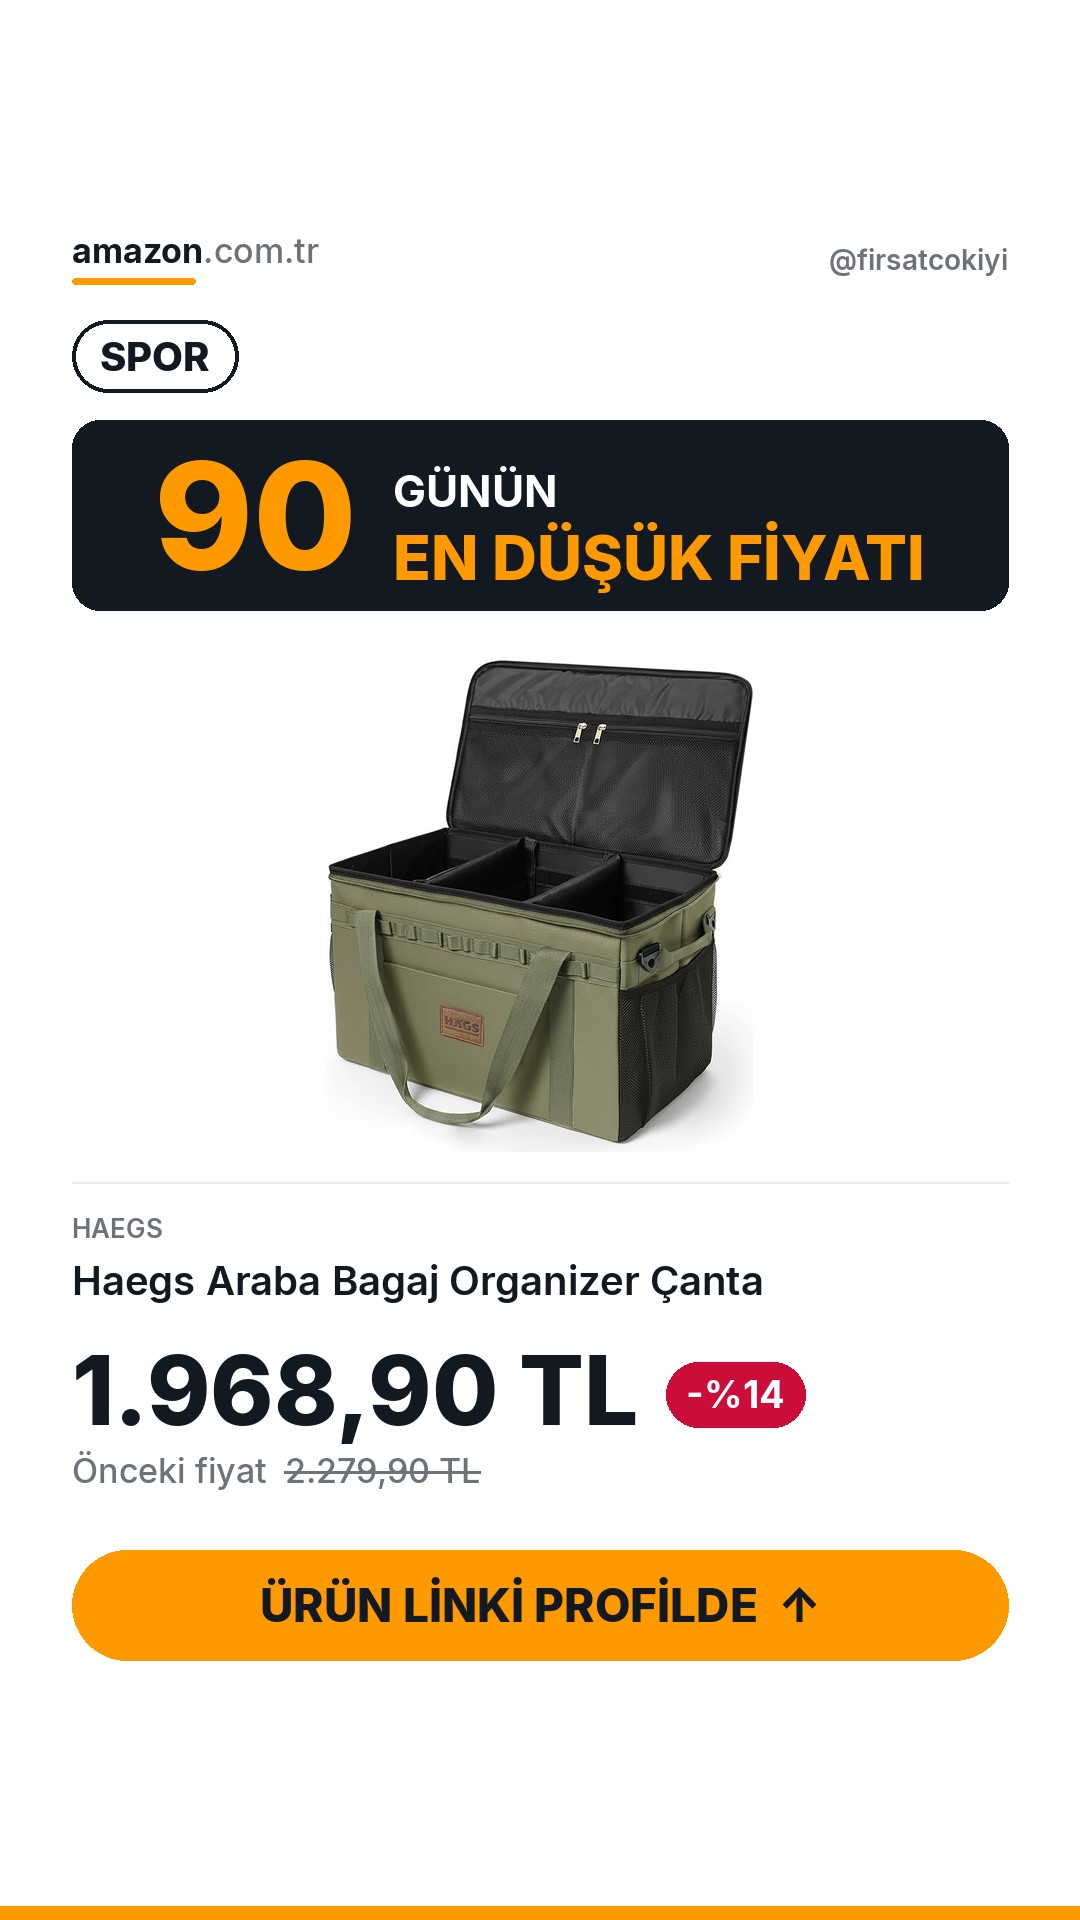 amazon.com.tr
@firsatcokiyi
SPOR
90 GÜNÜN
EN DÜŞÜK FİYATI
HAGS
HAEGS
Haegs Araba Bagaj Organizer Çanta
1.968,90 TL -%14
Önceki fiyat 2.279,90 TL
ÜRÜN LİNKİ PROFİLDE ↑